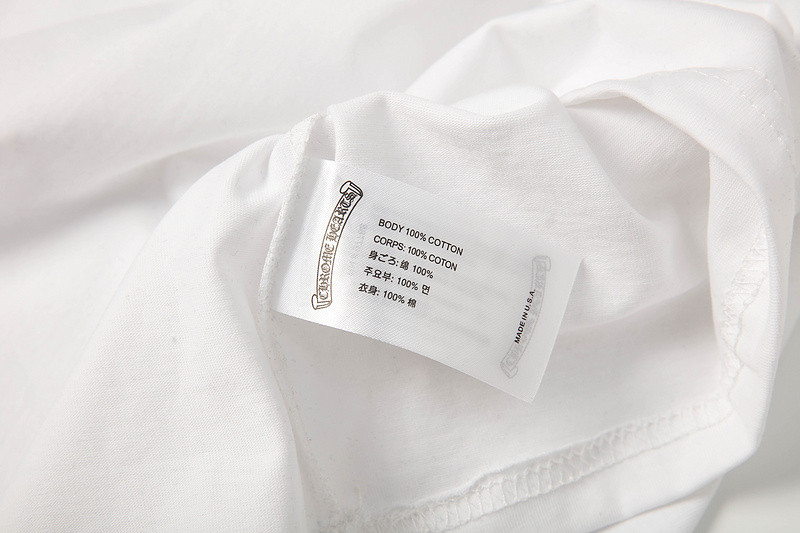 CHROME HEARTS
BODY 100% COTTON
CORPS: 100% COTON
身ごろ: 綿 100%
주요부: 100% 면
衣身: 100% 棉
MADE IN U.S.A.